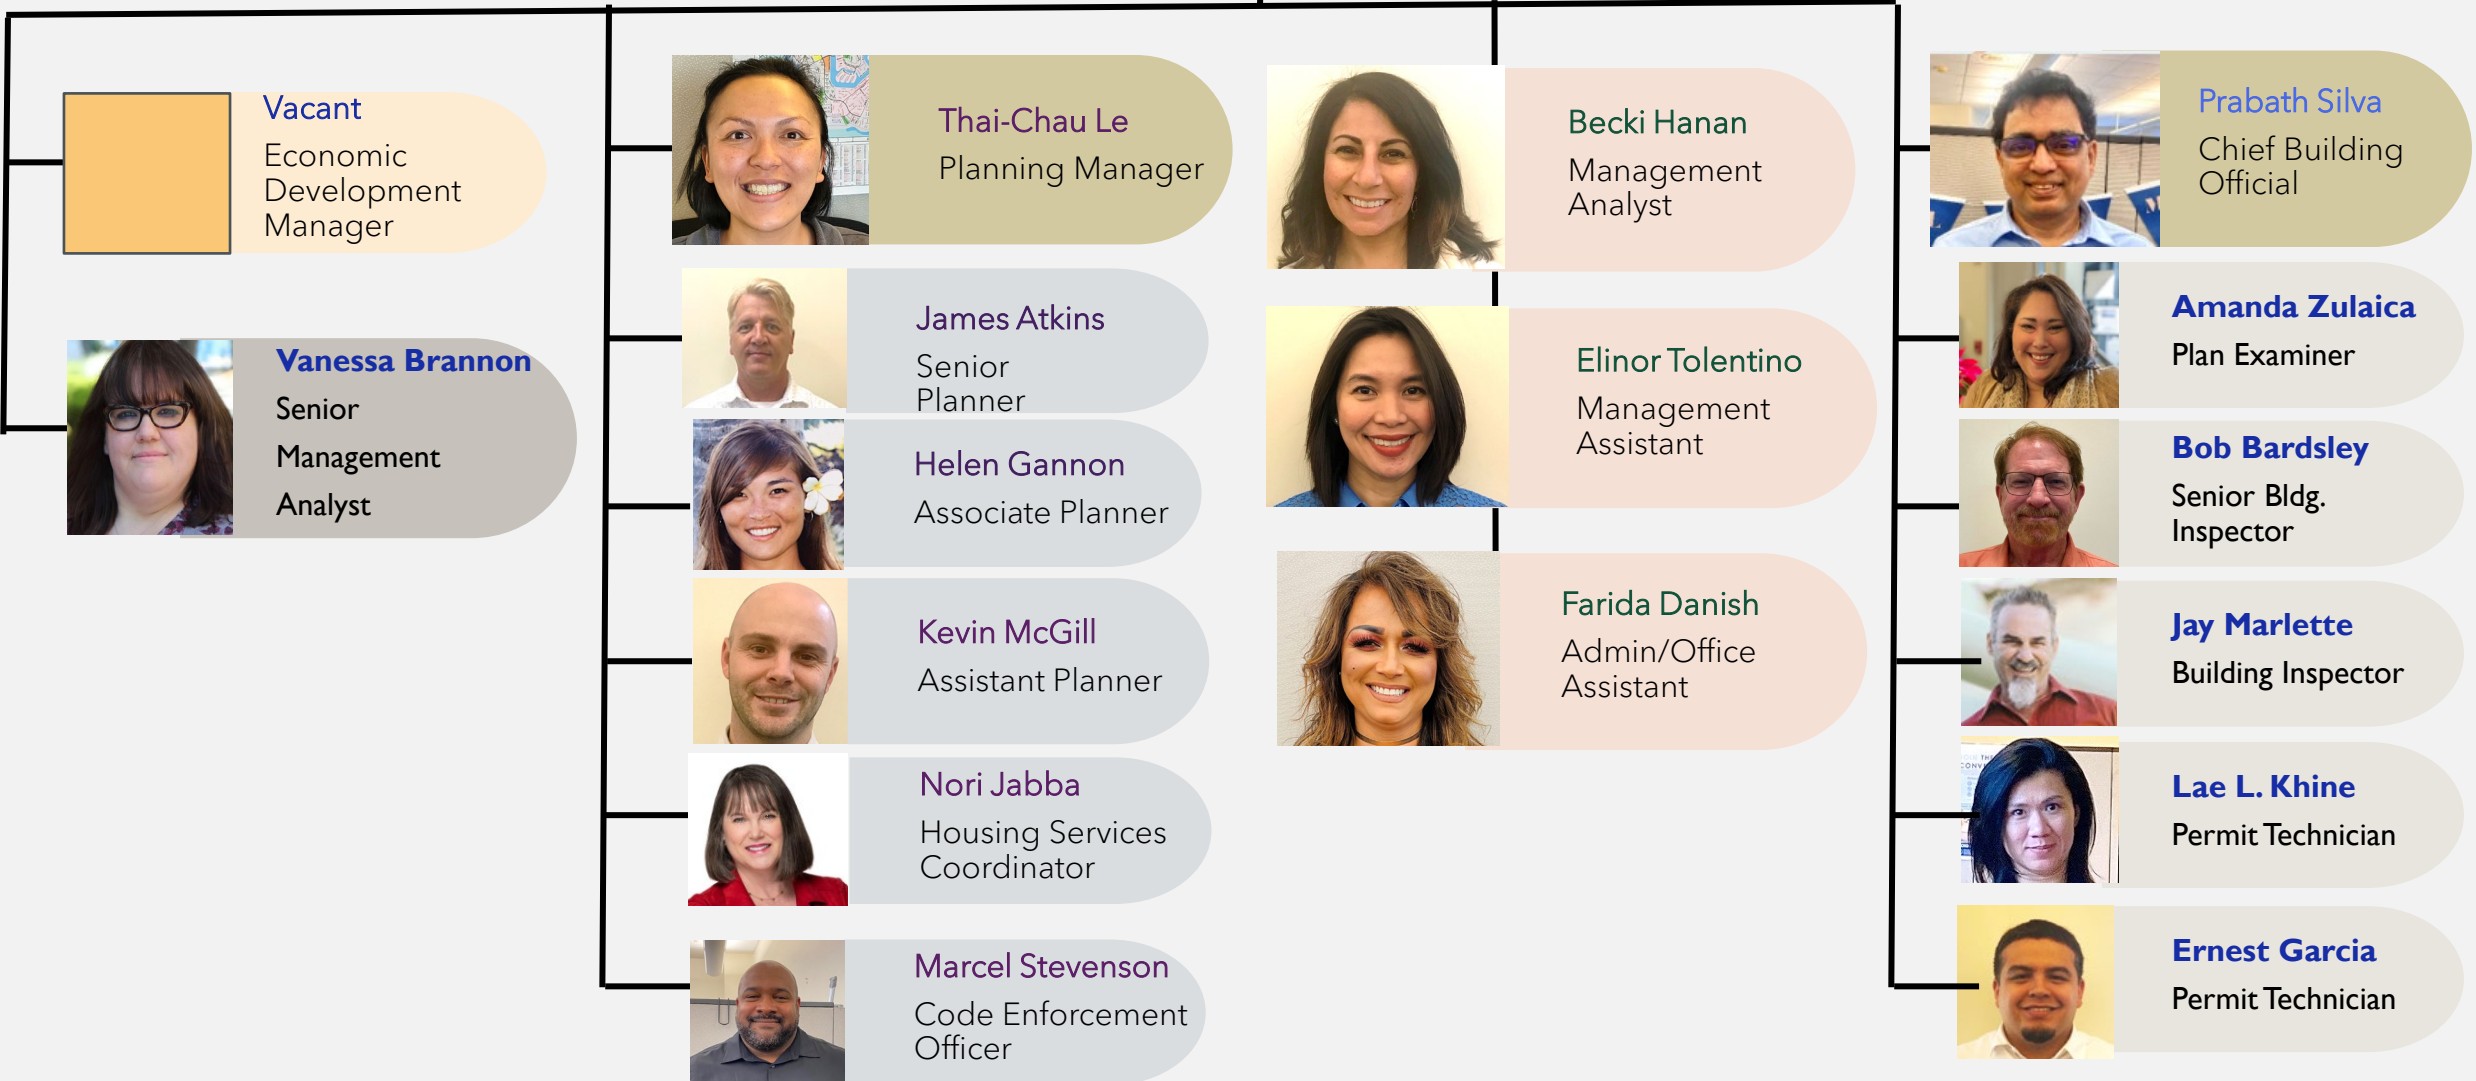 Vacant
Economic
Development
Manager
Vanessa Brannon
Senior
Management
Analyst
Thai-Chau Le
Planning Manager
James Atkins
Senior
Planner
Helen Gannon
Associate Planner
Kevin McGill
Assistant Planner
Nori Jabba
Housing Services
Coordinator
Marcel Stevenson
Code Enforcement
Officer
Becki Hanan
Management
Analyst
Elinor Tolentino
Management
Assistant
Farida Danish
Admin/Office
Assistant
Prabath Silva
Chief Building
Official
Amanda Zulaica
Plan Examiner
Bob Bardsley
Senior Bldg.
Inspector
Jay Marlette
Building Inspector
Lae L. Khine
Permit Technician
Ernest Garcia
Permit Technician